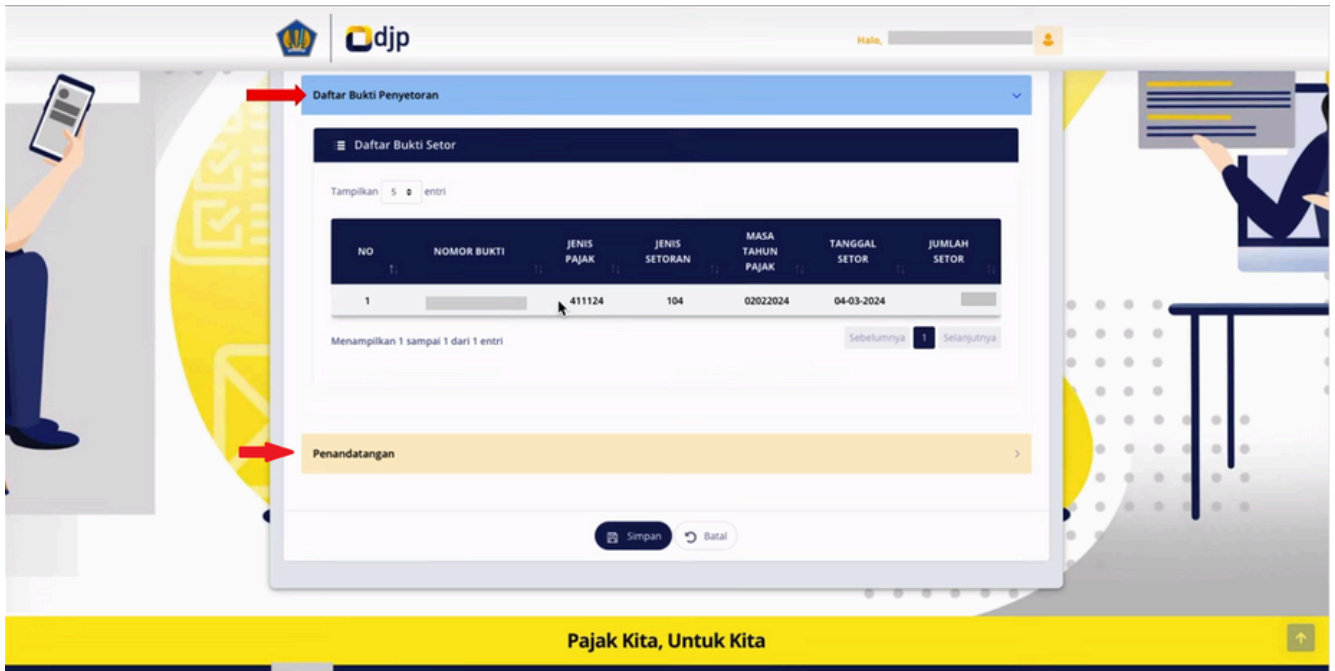 djp
Halo,
Daftar Bukti Penyetoran
Daftar Bukti Setor
Tampilkan 5 entri
NO NOMOR BUKTI JENIS PAJAK JENIS SETORAN MASA TAHUN PAJAK TANGGAL SETOR JUMLAH SETOR
1 411124 104 02022024 04-03-2024
Menampilkan 1 sampai 1 dari 1 entri
Sebelumnya 1 Selanjutnya
Penandatangan
Simpan Batal
Pajak Kita, Untuk Kita